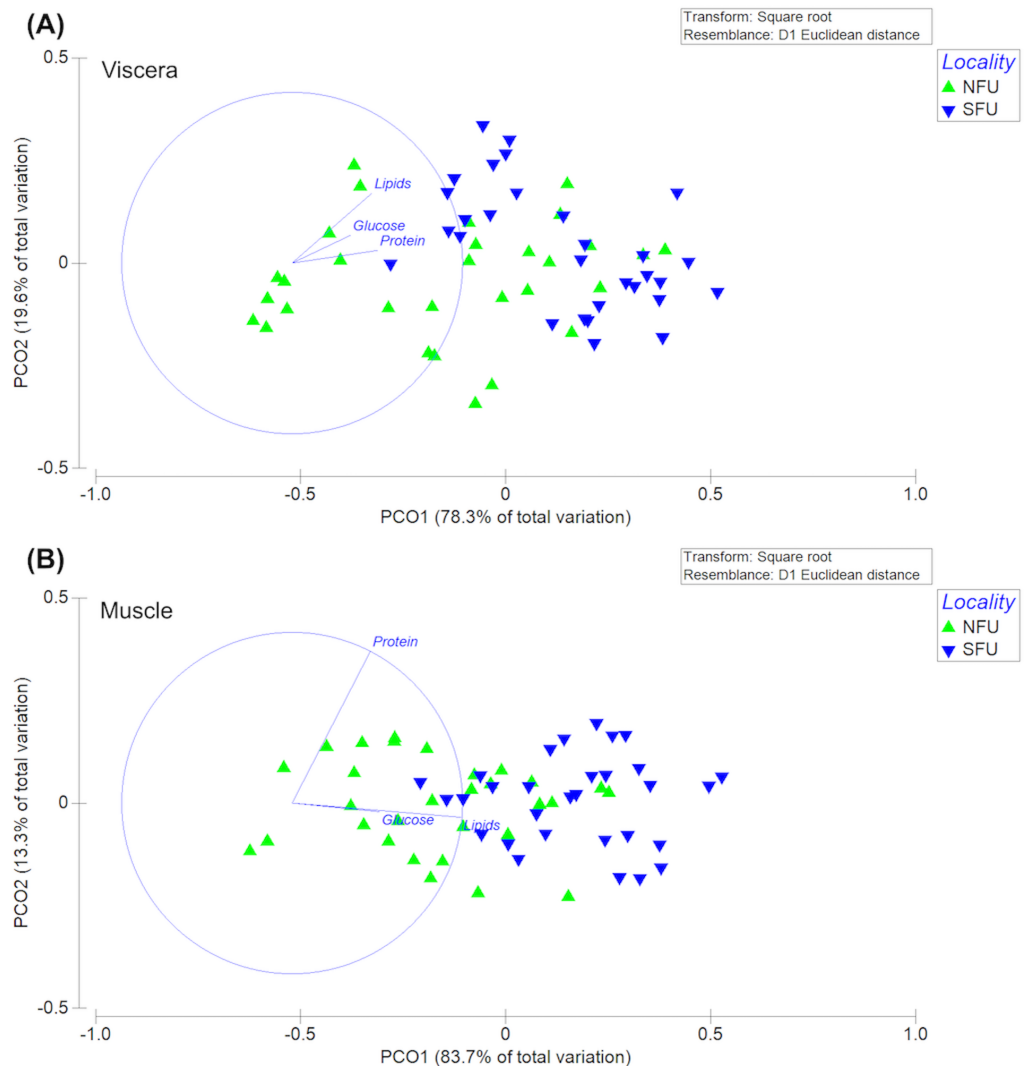 (A)
Transform: Square root
Resemblance: D1 Euclidean distance
Viscera
Locality
NFU
SFU
Lipids
Glucose
Protein
0.5
0
-0.5
PCO2 (19.6% of total variation)
-1.0 -0.5 0 0.5 1.0
PCO1 (78.3% of total variation)
(B)
Transform: Square root
Resemblance: D1 Euclidean distance
Muscle
Locality
NFU
SFU
Protein
Glucose
Lipids
0.5
0
-0.5
PCO2 (13.3% of total variation)
-1.0 -0.5 0 0.5 1.0
PCO1 (83.7% of total variation)